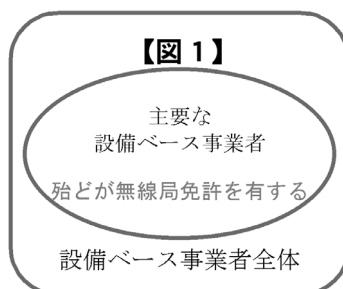 【図1】
主要な
設備ベース事業者
殆どが無線局免許を有する
設備ベース事業者全体